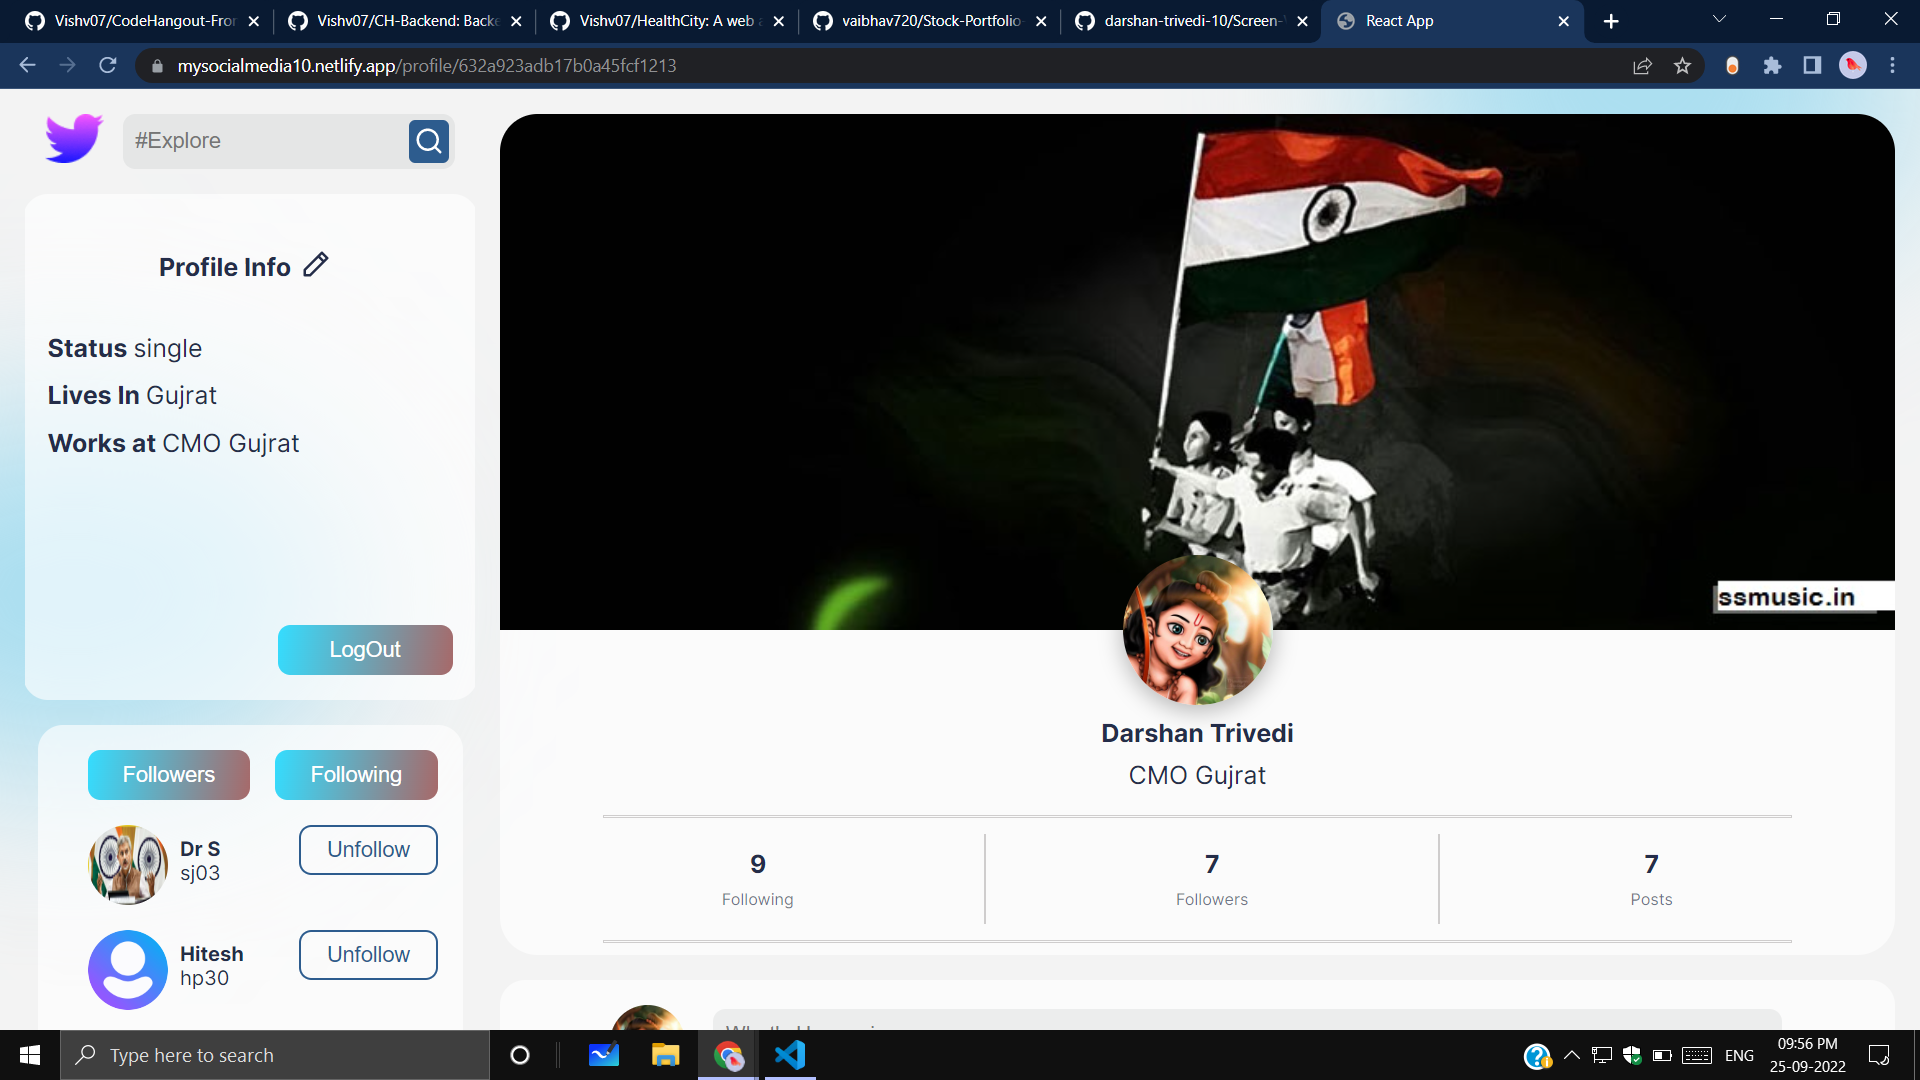 Vishv07/CodeHangout-Fron
Vishv07/CH-Backend: Backe
Vishv07/HealthCity: A web a
vaibhav720/Stock-Portfolio-
darshan-trivedi-10/Screen-
React App
mysocialmedia10.netlify.app/profile/632a923adb17b0a45fcf1213
#Explore
Profile Info
Status single
Lives In Gujrat
Works at CMO Gujrat
LogOut
Followers
Following
Dr S
sj03
Unfollow
Hitesh
hp30
Unfollow
ssmusic.in
Darshan Trivedi
CMO Gujrat
9
Following
7
Followers
7
Posts
Type here to search
ENG
09:56 PM
25-09-2022